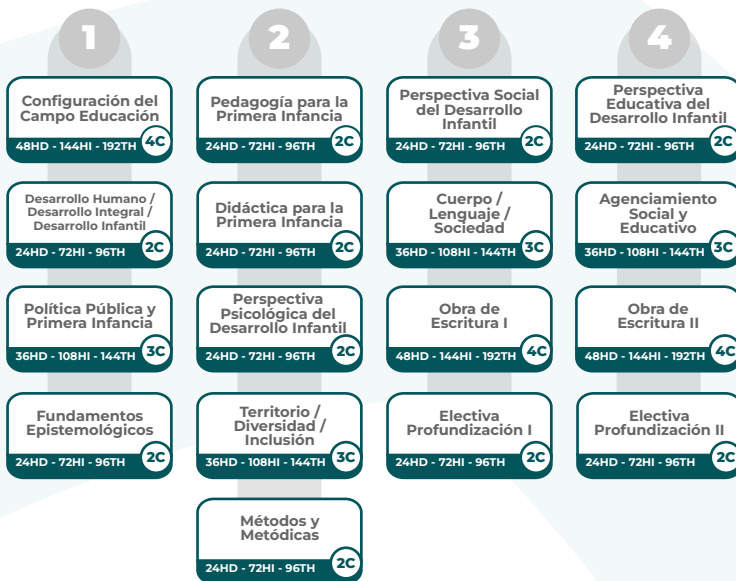 1
Configuración del
Campo Educación
48HD - 144HI - 192TH
4C
Desarrollo Humano /
Desarrollo Integral /
Desarrollo Infantil
24HD - 72HI - 96TH
2C
Política Pública y
Primera Infancia
36HD - 108HI - 144TH
3C
Fundamentos
Epistemológicos
24HD - 72HI - 96TH
2C
2
Pedagogía para la
Primera Infancia
24HD - 72HI - 96TH
2C
Didáctica para la
Primera Infancia
24HD - 72HI - 96TH
2C
Perspectiva
Psicológica del
Desarrollo Infantil
24HD - 72HI - 96TH
2C
Territorio /
Diversidad /
Inclusión
36HD - 108HI - 144TH
3C
Métodos y
Metódicas
24HD - 72HI - 96TH
2C
3
Perspectiva Social
del Desarrollo
Infantil
24HD - 72HI - 96TH
2C
Cuerpo /
Lenguaje /
Sociedad
36HD - 108HI - 144TH
3C
Obra de
Escritura I
48HD - 144HI - 192TH
4C
Electiva
Profundización I
24HD - 72HI - 96TH
2C
4
Perspectiva
Educativa del
Desarrollo Infantil
24HD - 72HI - 96TH
2C
Agenciamiento
Social y
Educativo
36HD - 108HI - 144TH
3C
Obra de
Escritura II
48HD - 144HI - 192TH
4C
Electiva
Profundización II
24HD - 72HI - 96TH
2C